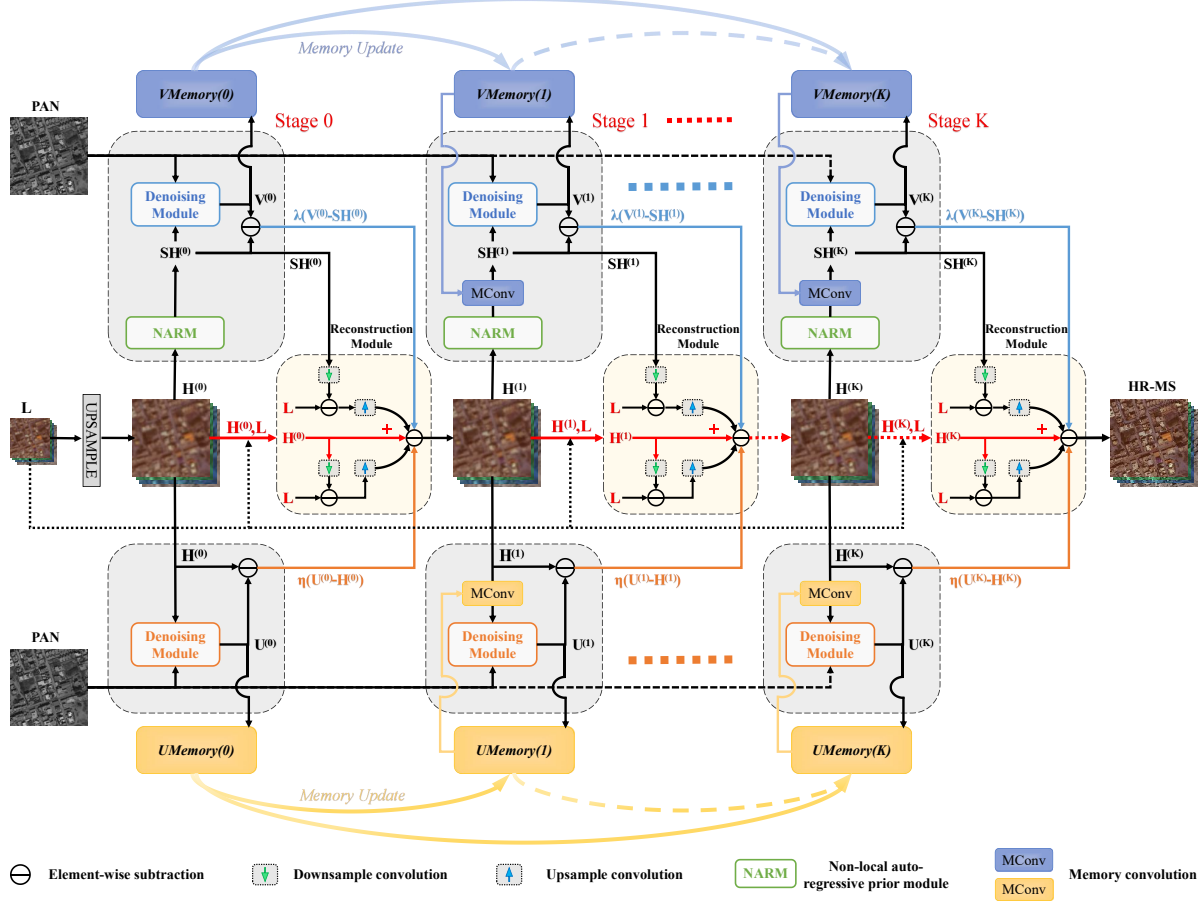 Memory Update
VMemory(0)
VMemory(1)
VMemory(K)
PAN
Stage 0
Stage 1
Stage K
Denoising
Module
V(0)
λ(V(0)-SH(0))
SH(0)
SH(0)
NARM
Denoising
Module
V(1)
λ(V(1)-SH(1))
SH(1)
SH(1)
MConv
NARM
Denoising
Module
V(K)
λ(V(K)-SH(K))
SH(K)
SH(K)
MConv
NARM
Reconstruction
Module
Reconstruction
Module
Reconstruction
Module
L
UPSAMPLE
H(0)
H(0),L
L
H(0)
+
L
H(1)
H(1),L
L
H(1)
+
L
H(K)
H(K),L
L
H(K)
+
L
HR-MS
H(0)
η(U(0)-H(0))
H(1)
η(U(1)-H(1))
H(K)
η(U(K)-H(K))
MConv
MConv
PAN
Denoising
Module
U(0)
Denoising
Module
U(1)
Denoising
Module
U(K)
UMemory(0)
UMemory(1)
UMemory(K)
Memory Update
Element-wise subtraction
Downsample convolution
Upsample convolution
NARM
Non-local auto-
regressive prior module
MConv
MConv
Memory convolution